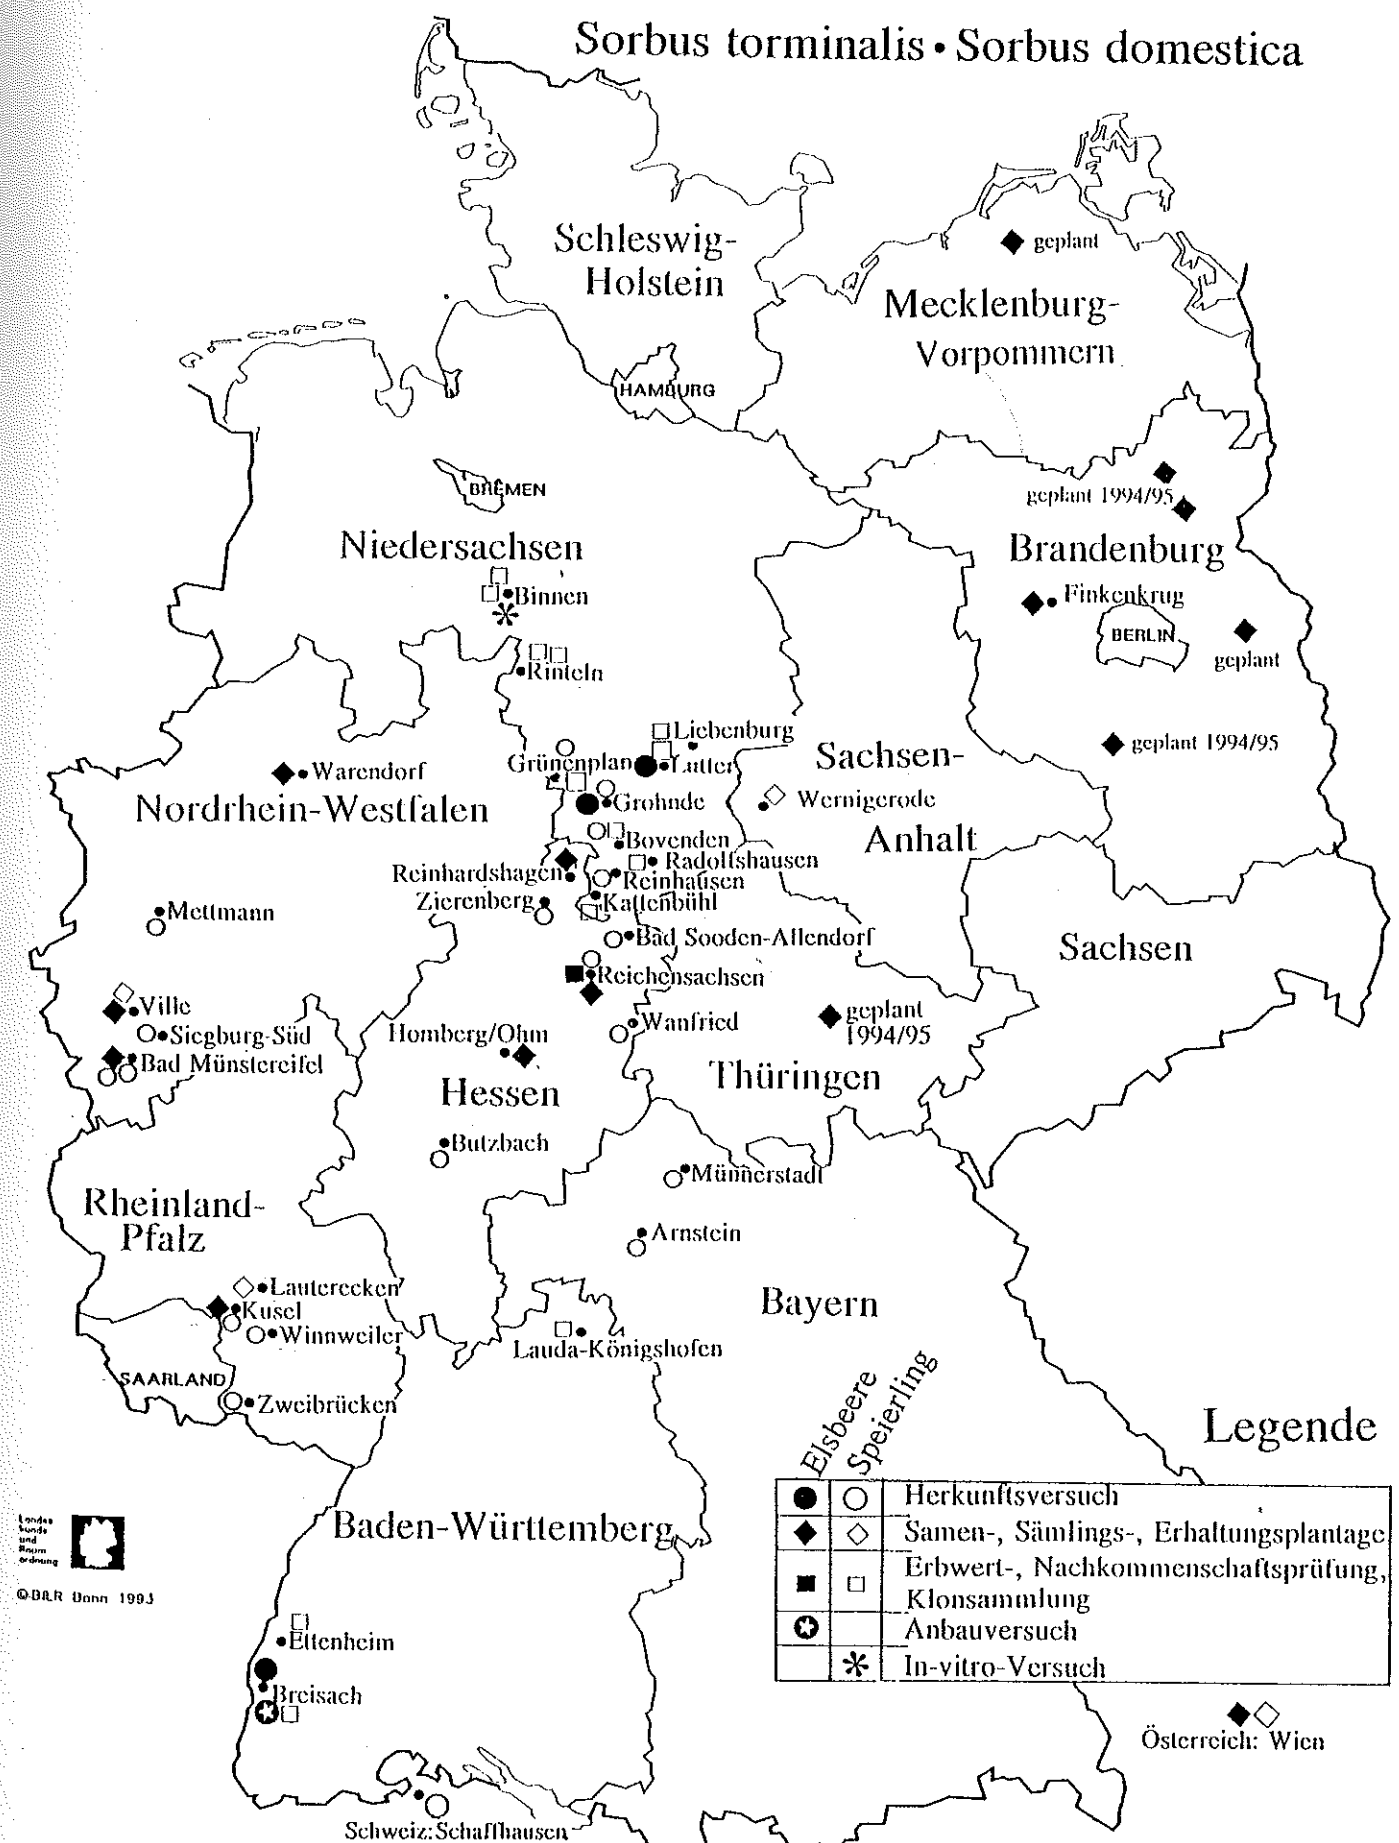 Sorbus torminalis • Sorbus domestica
Schleswig-
Holstein
geplant
Mecklenburg-
Vorpommern
HAMBURG
BREMEN
geplant 1994/95
Niedersachsen
Brandenburg
Binnen
Finkenkrug
BERLIN
geplant
Rinteln
Liebenburg
Grünenplan
Lutter
geplant 1994/95
Sachsen-
Anhalt
Warendorf
Nordrhein-Westfalen
Grohnde
Wernigerode
Bovenden
Radolfshausen
Reinhardshagen
Reinhausen
Zierenberg
Kattenbühl
Mettmann
Bad Sooden-Allendorf
Sachsen
Reichensachsen
Ville
Siegburg-Süd
Wanfried
geplant
1994/95
Homberg/Ohm
Bad Münstereifel
Thüringen
Hessen
Butzbach
Münnerstadt
Rheinland-
Pfalz
Arnstein
Lauterecken
Kusel
Bayern
Winnweiler
Lauda-Königshofen
SAARLAND
Zweibrücken
Elsbeere
Speierling
Legende
Herkunftsversuch
Samen-, Sämlings-, Erhaltungsplantage
Erbwert-, Nachkommenschaftsprüfung,
Klonsammlung
Anbauversuch
In-vitro-Versuch
Baden-Württemberg
Landes
kunde
und
Raum
ordnung
Bonn
Ettenheim
Breisach
Österreich: Wien
Schweiz: Schaffhausen